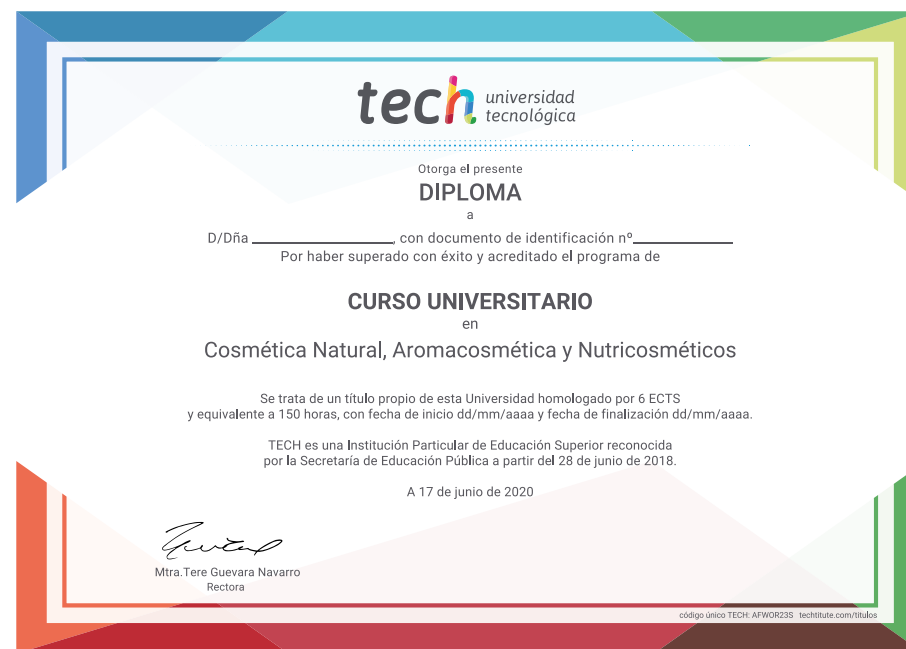 tech universidad
tecnológica
Otorga el presente
DIPLOMA
a
D/Dña ____________________, con documento de identificación nº______________
Por haber superado con éxito y acreditado el programa de
CURSO UNIVERSITARIO
en
Cosmética Natural, Aromacosmética y Nutricosméticos
Se trata de un título propio de esta Universidad homologado por 6 ECTS
y equivalente a 150 horas, con fecha de inicio dd/mm/aaaa y fecha de finalización dd/mm/aaaa.
TECH es una Institución Particular de Educación Superior reconocida
por la Secretaría de Educación Pública a partir del 28 de junio de 2018.
A 17 de junio de 2020
Mtra.Tere Guevara Navarro
Rectora
código único TECH: AFWOR23S techtitute.com/titulos